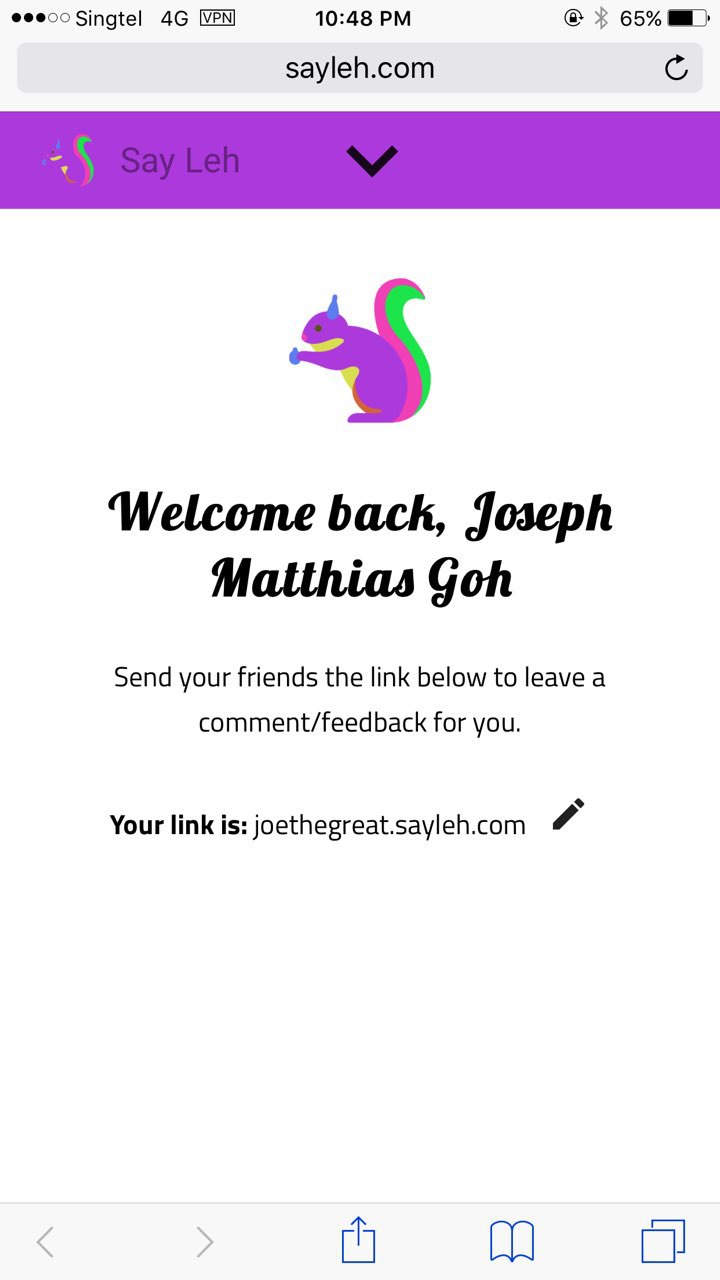 Singtel 4G VPN 10:48 PM 65%
sayleh.com
Say Leh
Welcome back, Joseph
Matthias Goh
Send your friends the link below to leave a
comment/feedback for you.
Your link is: joethegreat.sayleh.com